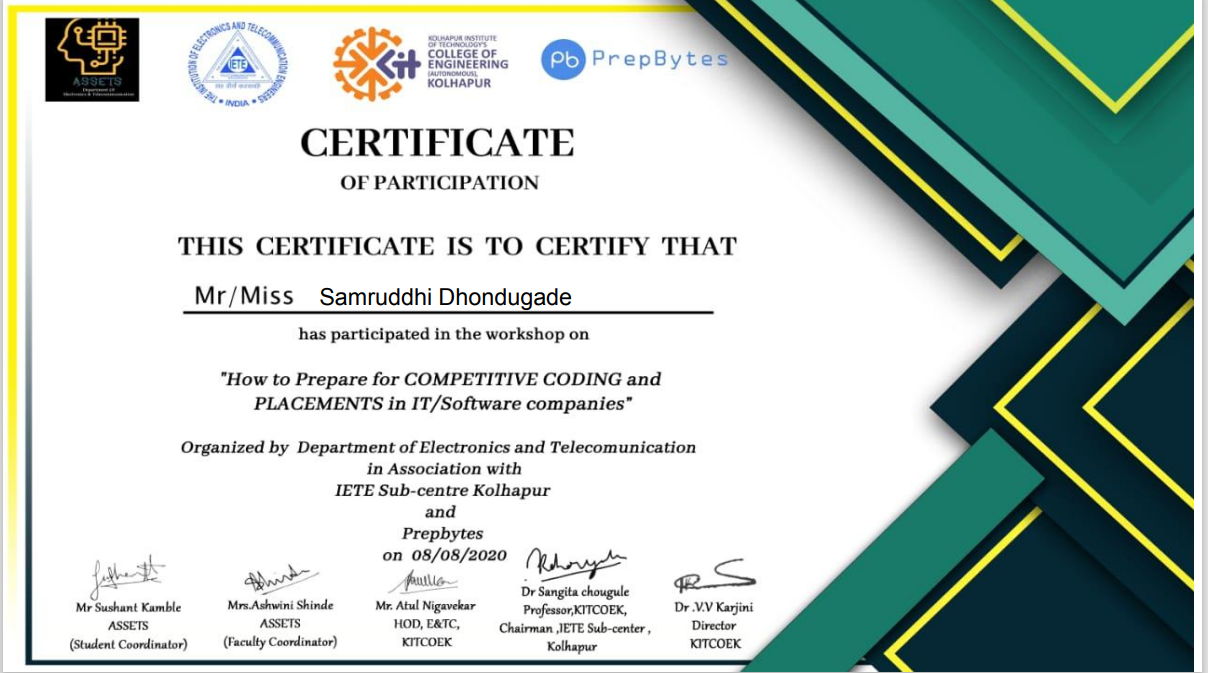 ASSETS
Department Of
Electronics & Telecommunication
THE INSTITUTION OF ELECTRONICS AND TELECOMMUNICATION ENGINEERS
IETE
INDIA
KOLHAPUR INSTITUTE
OF TECHNOLOGY'S
COLLEGE OF
ENGINEERING
(AUTONOMOUS),
KOLHAPUR
Kit
Pb PrepBytes
CERTIFICATE
OF PARTICIPATION
THIS CERTIFICATE IS TO CERTIFY THAT
Mr/Miss Samruddhi Dhondugade
has participated in the workshop on
"How to Prepare for COMPETITIVE CODING and
PLACEMENTS in IT/Software companies"
Organized by Department of Electronics and Telecomunication
in Association with
IETE Sub-centre Kolhapur
and
Prepbytes
on 08/08/2020
Mr Sushant Kamble
ASSETS
(Student Coordinator)
Mrs.Ashwini Shinde
ASSETS
(Faculty Coordinator)
Mr. Atul Nigavekar
HOD, E&TC,
KITCOEK
Dr Sangita chougule
Professor,KITCOEK,
Chairman ,IETE Sub-center ,
Kolhapur
Dr .V.V Karjini
Director
KITCOEK